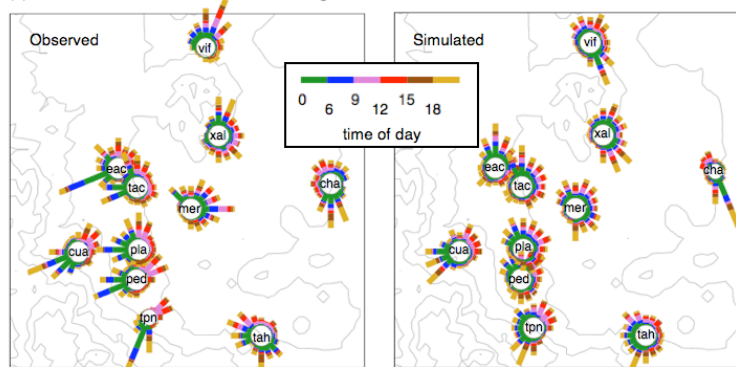 Observed
vif
xal
eac
tac
cha
mer
cua
pla
ped
tpn
tah
0 6 9 12 15 18
time of day
Simulated
vif
xal
eac
tac
cha
mer
cua
pla
ped
tpn
tah